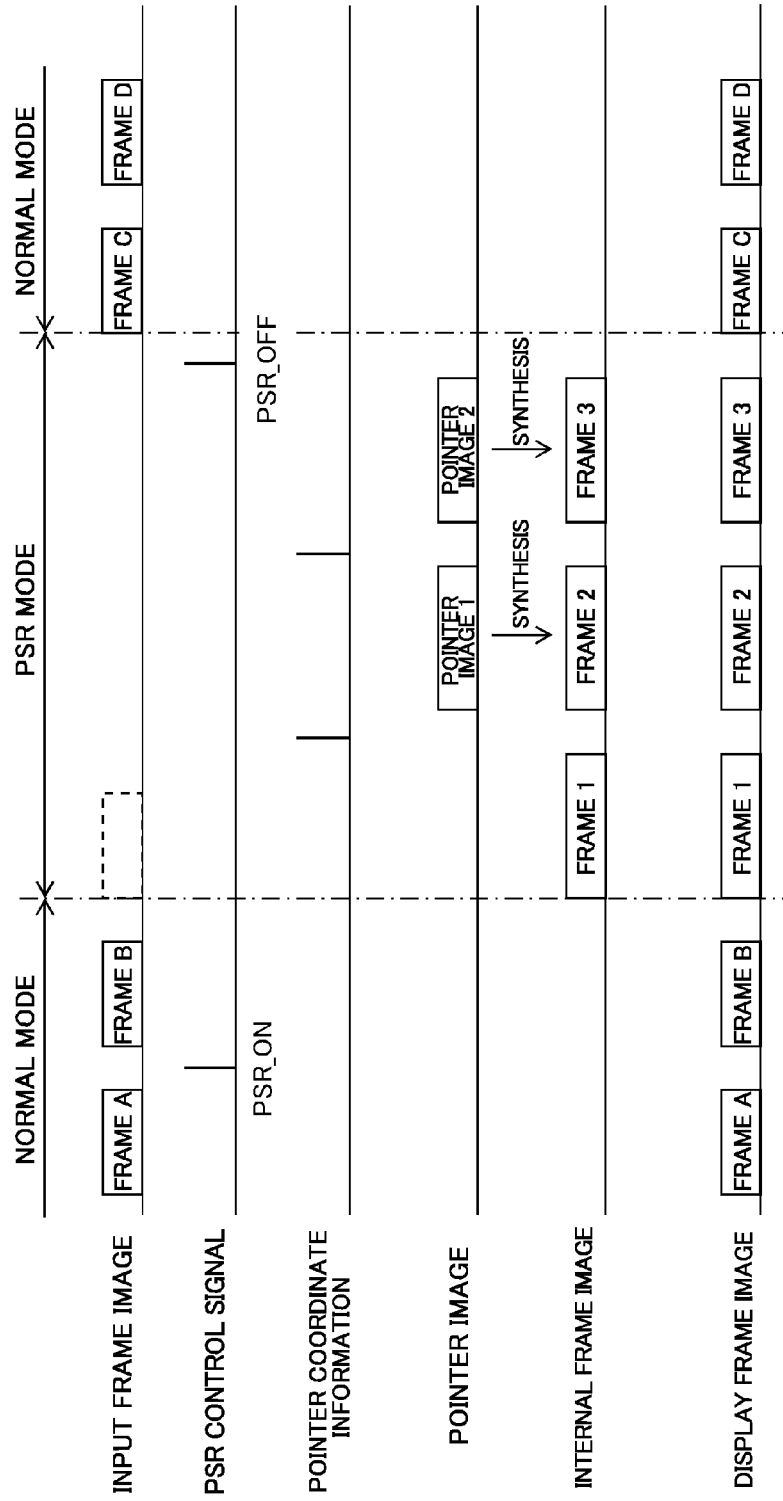 NORMAL MODE
PSR MODE
NORMAL MODE
INPUT FRAME IMAGE
FRAME A
FRAME B
FRAME C
FRAME D
PSR CONTROL SIGNAL
PSR_ON
PSR_OFF
POINTER COORDINATE
INFORMATION
POINTER IMAGE
POINTER
IMAGE 1
POINTER
IMAGE 2
SYNTHESIS
SYNTHESIS
INTERNAL FRAME IMAGE
FRAME 1
FRAME 2
FRAME 3
DISPLAY FRAME IMAGE
FRAME A
FRAME B
FRAME 1
FRAME 2
FRAME 3
FRAME C
FRAME D